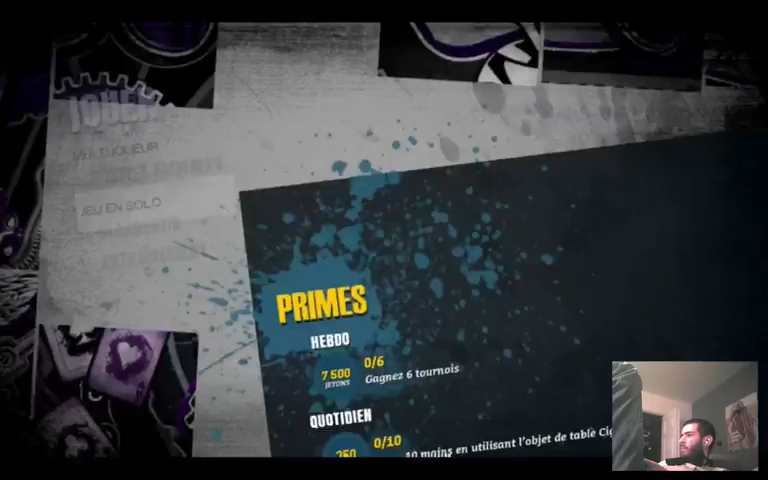 JOUER
MULTIJOUEUR
JEU EN SOLO
PRIMES
HEBDO
7 500
JETONS
0/6
Gagnez 6 tournois
QUOTIDIEN
250
0/10
10 mains en utilisant l'objet de table